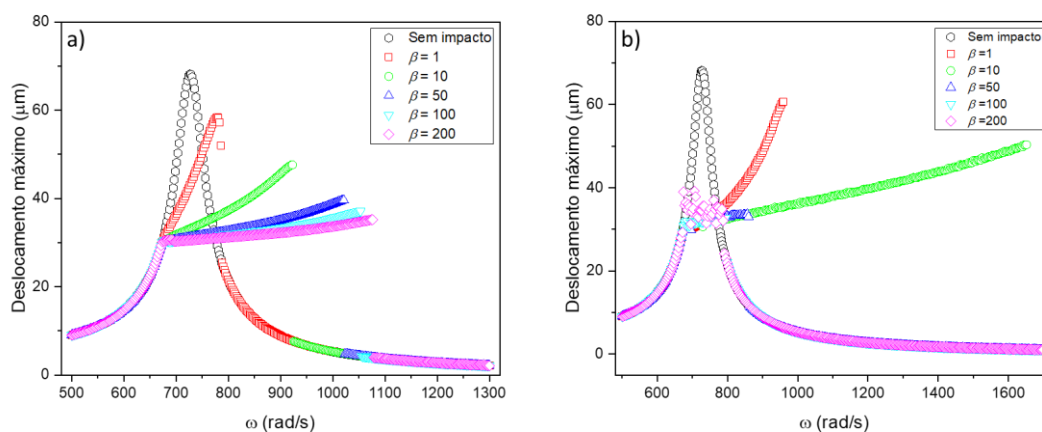 a)
Sem impacto
β = 1
β = 10
β = 50
β = 100
β = 200
Deslocamento máximo (μm)
80
60
40
20
0
500 600 700 800 900 1000 1100 1200 1300
ω (rad/s)
b)
Sem impacto
β =1
β =10
β =50
β =100
β =200
Deslocamento máximo (μm)
80
60
40
20
0
600 800 1000 1200 1400 1600
ω (rad/s)